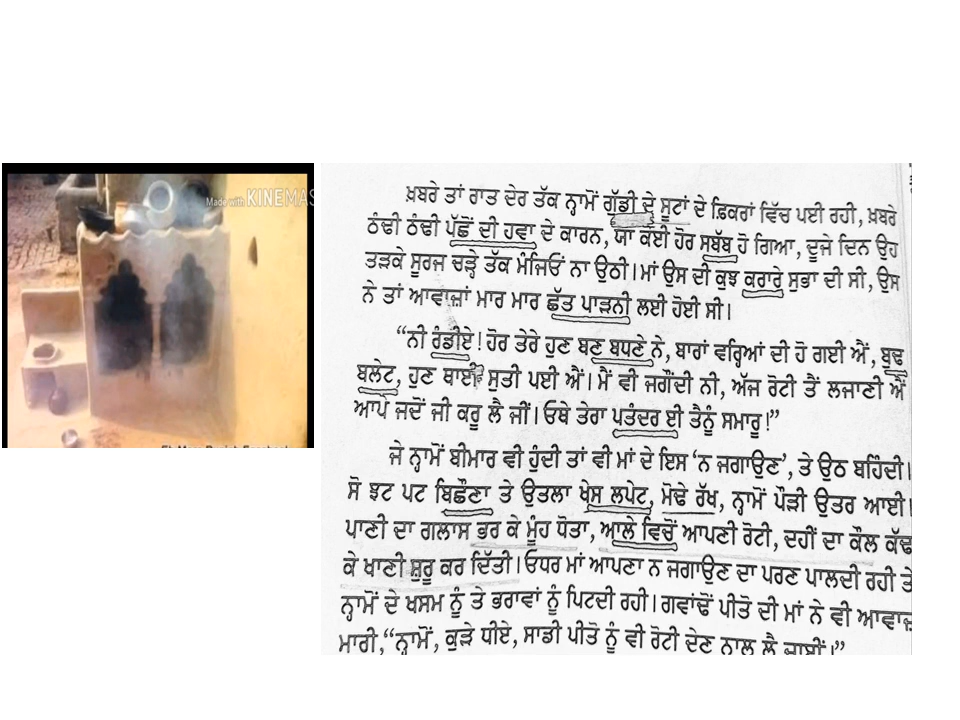 Made with KINEMAS
ਖ਼ਬਰੇ ਤਾਂ ਰਾਤ ਦੇਰ ਤੱਕ ਨ੍ਹਾਮੋਂ ਗੁੱਡੀ ਦੇ ਸੂਟਾਂ ਦੇ ਫ਼ਿਕਰਾਂ ਵਿੱਚ ਪਈ ਰਹੀ, ਖ਼ਬਰੇ
ਠੰਢੀ ਠੰਢੀ ਪੱਛੋਂ ਦੀ ਹਵਾ ਦੇ ਕਾਰਨ, ਯਾ ਕੋਈ ਹੋਰ ਸਬੱਬ ਹੋ ਗਿਆ, ਦੂਜੇ ਦਿਨ ਉਹ
ਤੜਕੇ ਸੂਰਜ ਚੜ੍ਹੇ ਤੱਕ ਮੰਜਿਓਂ ਨਾ ਉਠੀ। ਮਾਂ ਉਸ ਦੀ ਕੁਝ ਕਰਾਰੇ ਸੁਭਾ ਦੀ ਸੀ, ਉਸ
ਨੇ ਤਾਂ ਆਵਾਜ਼ਾਂ ਮਾਰ ਮਾਰ ਛੱਤ ਪਾੜਨੀ ਲਈ ਹੋਈ ਸੀ।
“ਨੀ ਰੰਡੀਏ! ਹੋਰ ਤੇਰੇ ਹੁਣ ਬਣ ਬਧਣੇ ਨੇ, ਬਾਰਾਂ ਵਰ੍ਹਿਆਂ ਦੀ ਹੋ ਗਈ ਐਂ, ਬੁਢ
ਬਲੇਟ, ਹੁਣ ਥਾਈਂ ਸੁਤੀ ਪਈ ਐਂ। ਮੈਂ ਵੀ ਜਗੌਂਦੀ ਨੀ, ਅੱਜ ਰੋਟੀ ਤੈਂ ਲਜਾਣੀ ਐਂ
ਆਪੇ ਜਦੋਂ ਜੀ ਕਰੂ ਲੈ ਜੀਂ। ਓਥੇ ਤੇਰਾ ਪਤੰਦਰ ਈ ਤੈਨੂੰ ਸਮਾਰੂ!”
ਜੇ ਨ੍ਹਾਮੋਂ ਬੀਮਾਰ ਵੀ ਹੁੰਦੀ ਤਾਂ ਵੀ ਮਾਂ ਦੇ ਇਸ ‘ਨ ਜਗਾਉਣ’, ਤੇ ਉਠ ਬਹਿੰਦੀ।
ਸੋ ਝਟ ਪਟ ਬਿਛੌਣਾ ਤੇ ਉਤਲਾ ਖੇਸ ਲਪੇਟ, ਮੋਢੇ ਰੱਖ, ਨ੍ਹਾਮੋਂ ਪੌੜੀ ਉਤਰ ਆਈ।
ਪਾਣੀ ਦਾ ਗਲਾਸ ਭਰ ਕੇ ਮੂੰਹ ਧੋਤਾ, ਆਲੇ ਵਿਚੋਂ ਆਪਣੀ ਰੋਟੀ, ਦਹੀਂ ਦਾ ਕੌਲ ਕੱਢ
ਕੇ ਖਾਣੀ ਸ਼ੁਰੂ ਕਰ ਦਿੱਤੀ। ਓਧਰ ਮਾਂ ਆਪਣਾ ਨ ਜਗਾਉਣ ਦਾ ਪਰਣ ਪਾਲਦੀ ਰਹੀ ਤੇ
ਨ੍ਹਾਮੋਂ ਦੇ ਖਸਮ ਨੂੰ ਤੇ ਭਰਾਵਾਂ ਨੂੰ ਪਿਟਦੀ ਰਹੀ। ਗਵਾਂਢੋਂ ਪੀਤੋ ਦੀ ਮਾਂ ਨੇ ਵੀ ਆਵਾਜ਼
ਮਾਰੀ, “ਨ੍ਹਾਮੋਂ, ਕੁੜੇ ਧੀਏ, ਸਾਡੀ ਪੀਤੋ ਨੂੰ ਵੀ ਰੋਟੀ ਦੇਣ ਨਾਲ ਲੈ ਜਾਈਂ।”